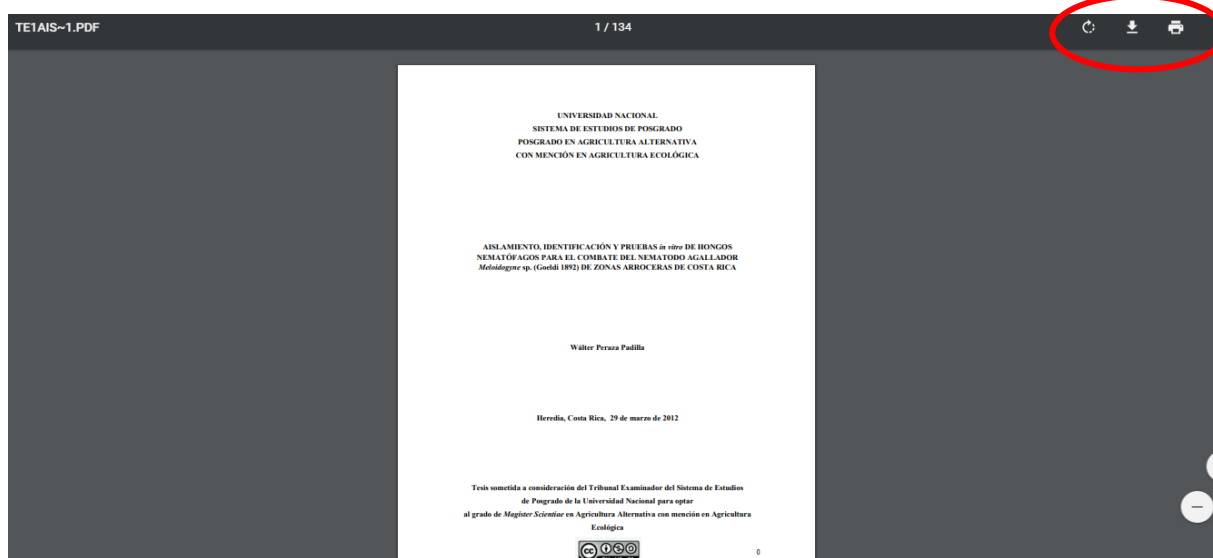 TE1AIS~1.PDF
1 / 134
UNIVERSIDAD NACIONAL
SISTEMA DE ESTUDIOS DE POSGRADO
POSGRADO EN AGRICULTURA ALTERNATIVA
CON MENCIÓN EN AGRICULTURA ECOLÓGICA
AISLAMIENTO, IDENTIFICACIÓN Y PRUEBAS in vitro DE HONGOS
NEMATÓFAGOS PARA EL COMBATE DEL NEMATODO AGALLADOR
Meloidogyne sp. (Goeldi 1892) DE ZONAS ARROCERAS DE COSTA RICA
Wálter Peraza Padilla
Heredia, Costa Rica, 29 de marzo de 2012
Tesis sometida a consideración del Tribunal Examinador del Sistema de Estudios
de Posgrado de la Universidad Nacional para optar
al grado de Magister Scientiae en Agricultura Alternativa con mención en Agricultura
Ecológica
cc
0